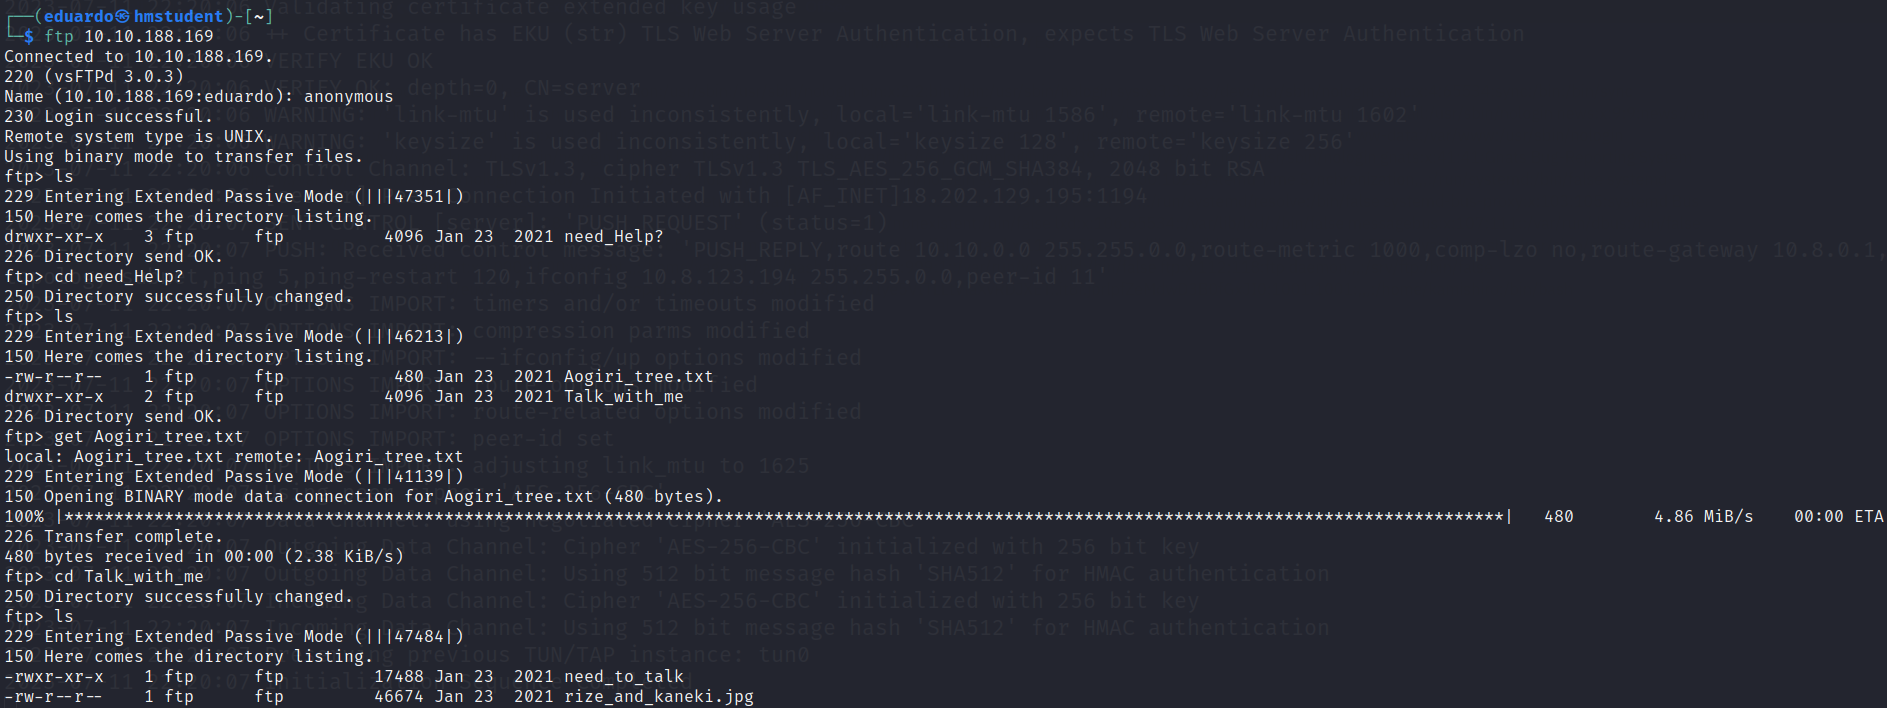 ┌──(eduardo㉿hmstudent)-[~]
└─$ ftp 10.10.188.169
Connected to 10.10.188.169.
220 (vsFTPd 3.0.3)
Name (10.10.188.169:eduardo): anonymous
230 Login successful.
Remote system type is UNIX.
Using binary mode to transfer files.
ftp> ls
229 Entering Extended Passive Mode (|||47351|)
150 Here comes the directory listing.
drwxr-xr-x    3 ftp      ftp          4096 Jan 23  2021 need_Help?
226 Directory send OK.
ftp> cd need_Help?
250 Directory successfully changed.
ftp> ls
229 Entering Extended Passive Mode (|||46213|)
150 Here comes the directory listing.
-rw-r--r--    1 ftp      ftp           480 Jan 23  2021 Aogiri_tree.txt
drwxr-xr-x    2 ftp      ftp          4096 Jan 23  2021 Talk_with_me
226 Directory send OK.
ftp> get Aogiri_tree.txt
local: Aogiri_tree.txt remote: Aogiri_tree.txt
229 Entering Extended Passive Mode (|||41139|)
150 Opening BINARY mode data connection for Aogiri_tree.txt (480 bytes).
100% |************************************************************************************************************************************************|   480        4.86 MiB/s    00:00 ETA
226 Transfer complete.
480 bytes received in 00:00 (2.38 KiB/s)
ftp> cd Talk_with_me
250 Directory successfully changed.
ftp> ls
229 Entering Extended Passive Mode (|||47484|)
150 Here comes the directory listing.
-rwxr-xr-x    1 ftp      ftp         17488 Jan 23  2021 need_to_talk
-rw-r--r--    1 ftp      ftp         46674 Jan 23  2021 rize_and_kaneki.jpg